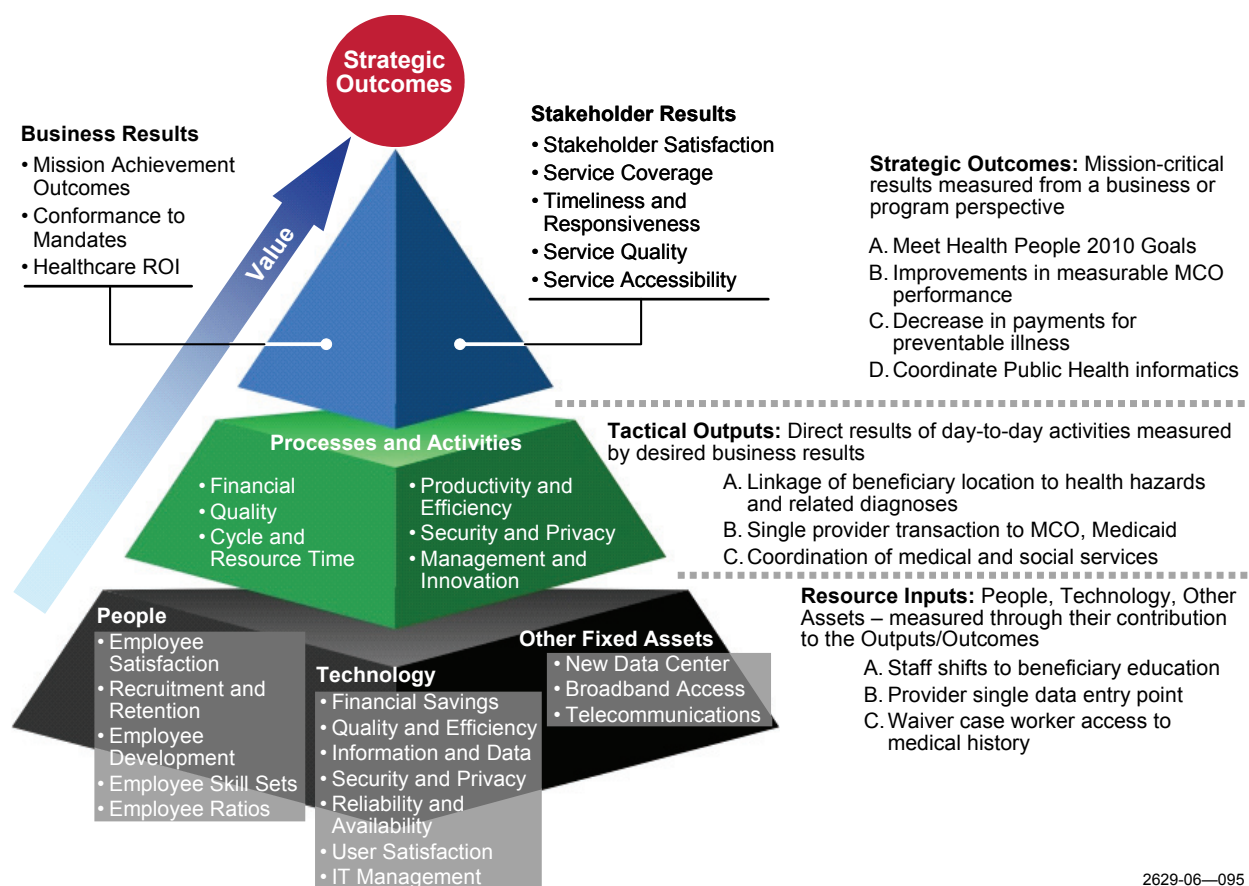 Strategic
Outcomes
Business Results
• Mission Achievement
Outcomes
• Conformance to
Mandates
• Healthcare ROI
Value
Stakeholder Results
• Stakeholder Satisfaction
• Service Coverage
• Timeliness and
Responsiveness
• Service Quality
• Service Accessibility
Strategic Outcomes: Mission-critical
results measured from a business or
program perspective
A. Meet Health People 2010 Goals
B. Improvements in measurable MCO
performance
C. Decrease in payments for
preventable illness
D. Coordinate Public Health informatics
Processes and Activities
• Financial
• Quality
• Cycle and
Resource Time
• Productivity and
Efficiency
• Security and Privacy
• Management and
Innovation
Tactical Outputs: Direct results of day-to-day activities measured
by desired business results
A. Linkage of beneficiary location to health hazards
and related diagnoses
B. Single provider transaction to MCO, Medicaid
C. Coordination of medical and social services
People
• Employee
Satisfaction
• Recruitment and
Retention
• Employee
Development
• Employee Skill Sets
• Employee Ratios
Technology
• Financial Savings
• Quality and Efficiency
• Information and Data
• Security and Privacy
• Reliability and
Availability
• User Satisfaction
• IT Management
Other Fixed Assets
• New Data Center
• Broadband Access
• Telecommunications
Resource Inputs: People, Technology, Other
Assets – measured through their contribution
to the Outputs/Outcomes
A. Staff shifts to beneficiary education
B. Provider single data entry point
C. Waiver case worker access to
medical history
2629-06—095